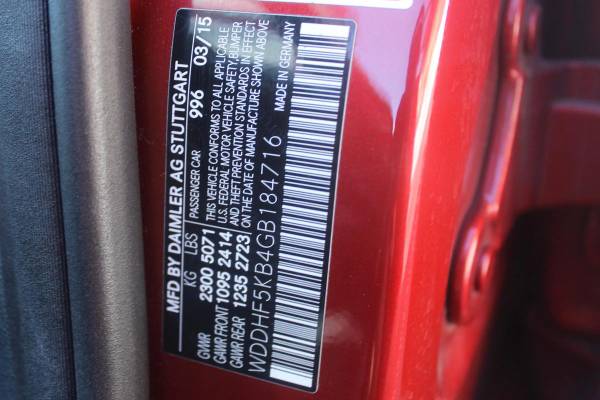 MFD BY DAIMLER AG STUTTGART
KG LBS PASSENGER CAR 996 03/15
GVWR 2300 5071 THIS VEHICLE CONFORMS TO ALL APPLICABLE
GAWR FRONT 1095 2414 U.S. FEDERAL MOTOR VEHICLE SAFETY, BUMPER
GAWR REAR 1235 2723 AND THEFT PREVENTION STANDARDS IN EFFECT
ON THE DATE OF MANUFACTURE SHOWN ABOVE
WDDHF5KB4GB184716 MADE IN GERMANY